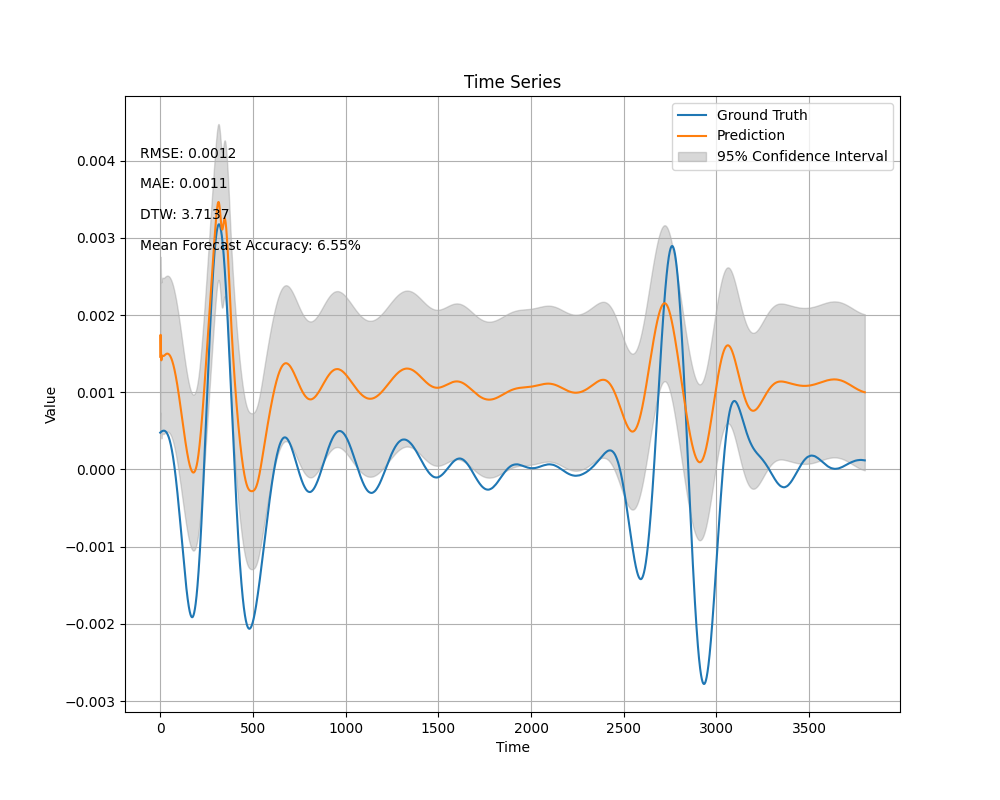 Time Series
Ground Truth
Prediction
95% Confidence Interval
RMSE: 0.0012
MAE: 0.0011
DTW: 3.7137
Mean Forecast Accuracy: 6.55%
Value
0.004
0.003
0.002
0.001
0.000
−0.001
−0.002
−0.003
0 500 1000 1500 2000 2500 3000 3500
Time